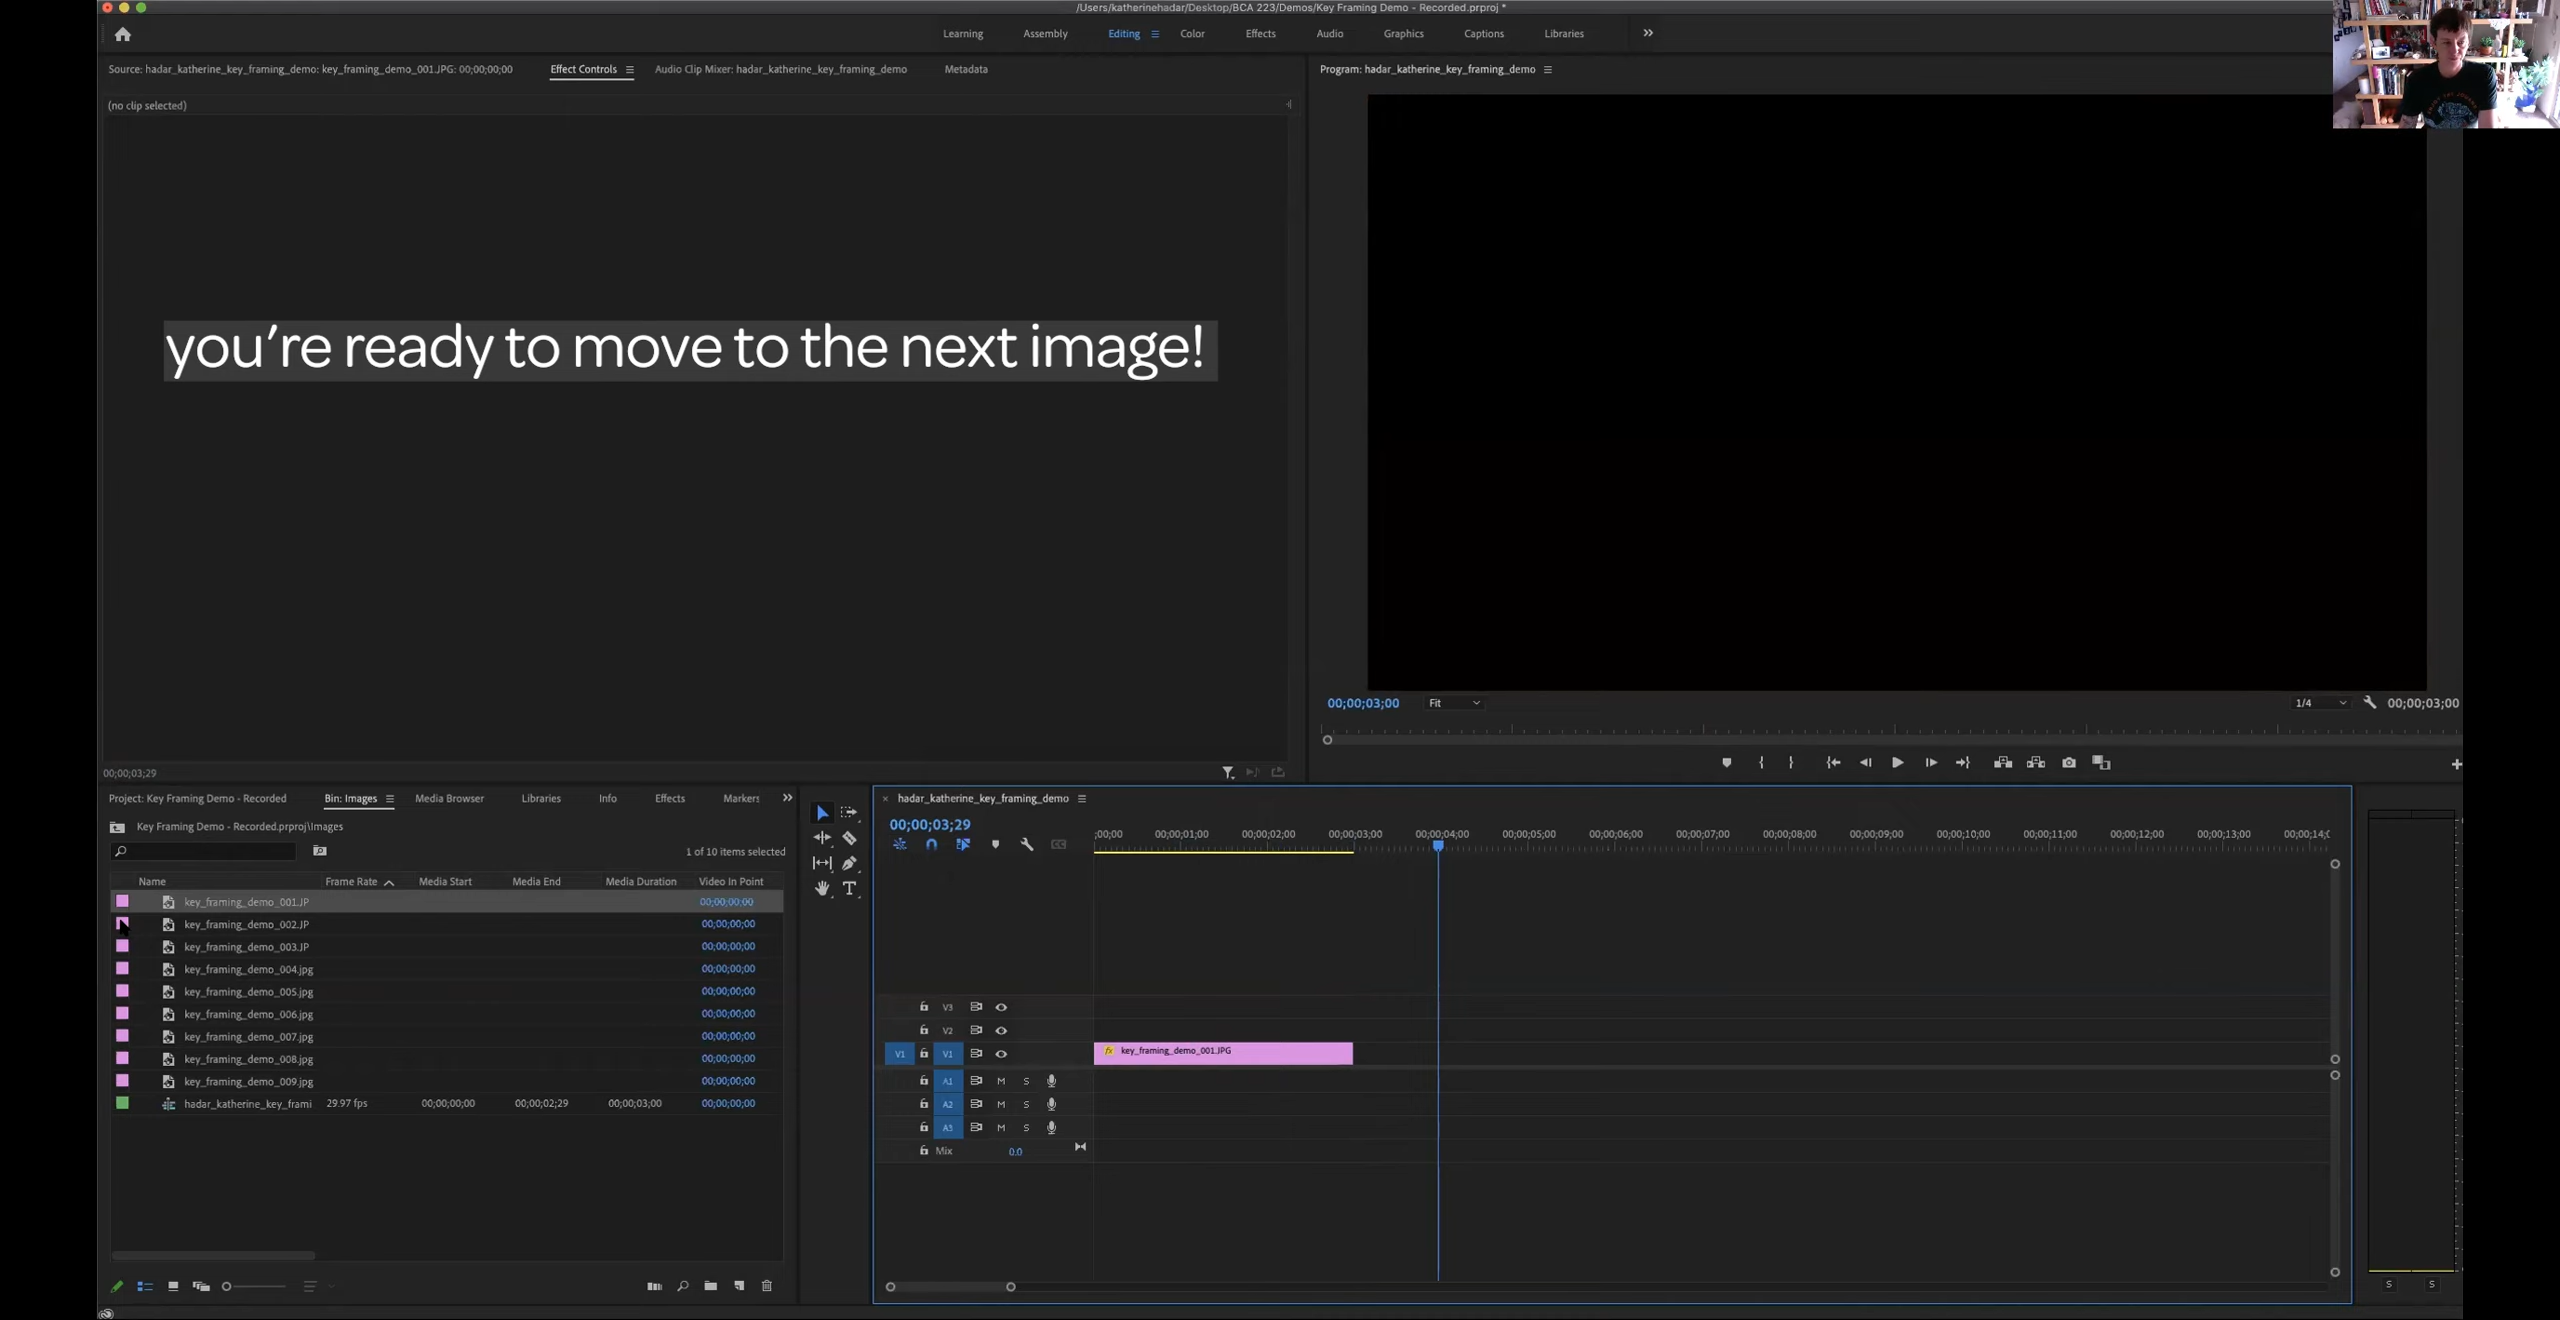 /Users/katherinehadar/Desktop/BCA 223/Demos/Key Framing Demo - Recorded.prproj *
Learning Assembly Editing Color Effects Audio Graphics Captions Libraries
Source: hadar_katherine_key_framing_demo: key_framing_demo_001.JPG: 00;00;00;00 Effect Controls Audio Clip Mixer: hadar_katherine_key_framing_demo Metadata
Program: hadar_katherine_key_framing_demo
(no clip selected)
you're ready to move to the next image!
00;00;03;00 Fit 1/4 00;00;03;00
00;00;03;29
Project: Key Framing Demo - Recorded Bin: Images Media Browser Libraries Info Effects Markers
Key Framing Demo - Recorded.prproj\Images
1 of 10 items selected
Name Frame Rate Media Start Media End Media Duration Video In Point
key_framing_demo_001.JP 00;00;00;00
key_framing_demo_002.JP 00;00;00;00
key_framing_demo_003.JP 00;00;00;00
key_framing_demo_004.jpg 00;00;00;00
key_framing_demo_005.jpg 00;00;00;00
key_framing_demo_006.jpg 00;00;00;00
key_framing_demo_007.jpg 00;00;00;00
key_framing_demo_008.jpg 00;00;00;00
key_framing_demo_009.jpg 00;00;00;00
hadar_katherine_key_frami 29.97 fps 00;00;00;00 00;00;02;29 00;00;03;00 00;00;00;00
hadar_katherine_key_framing_demo
00;00;03;29
;00;00 00;00;01;00 00;00;02;00 00;00;03;00 00;00;04;00 00;00;05;00 00;00;06;00 00;00;07;00 00;00;08;00 00;00;09;00 00;00;10;00 00;00;11;00 00;00;12;00 00;00;13;00 00;00;14;0
V3
V2
V1 V1 fx key_framing_demo_001.JPG
A1 M S
A2 M S
A3 M S
Mix 0.0
S S